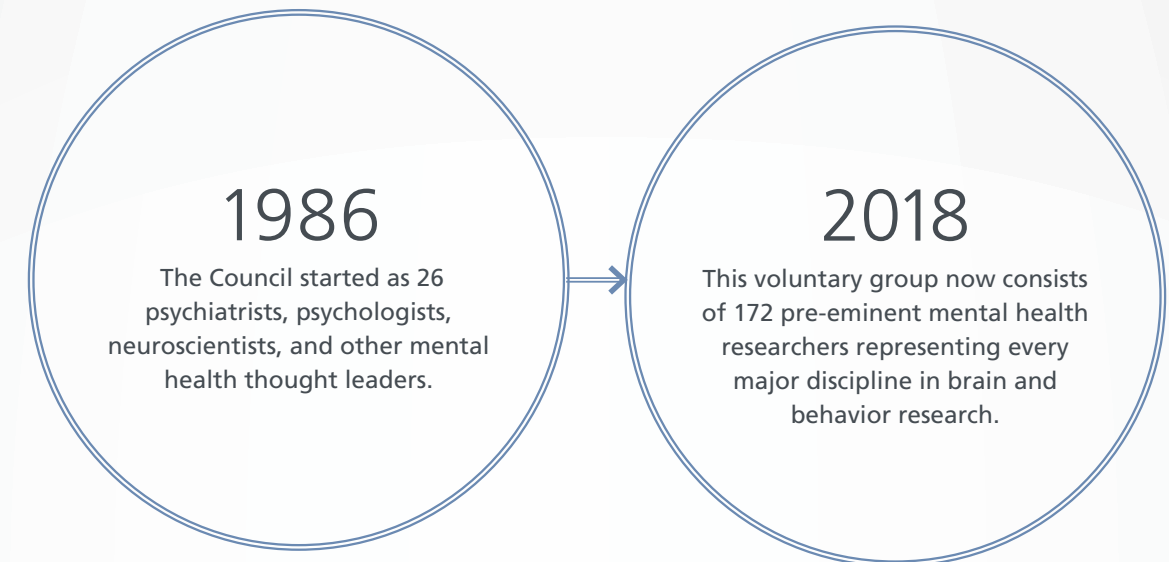 1986
The Council started as 26
psychiatrists, psychologists,
neuroscientists, and other mental
health thought leaders.
2018
This voluntary group now consists
of 172 pre-eminent mental health
researchers representing every
major discipline in brain and
behavior research.